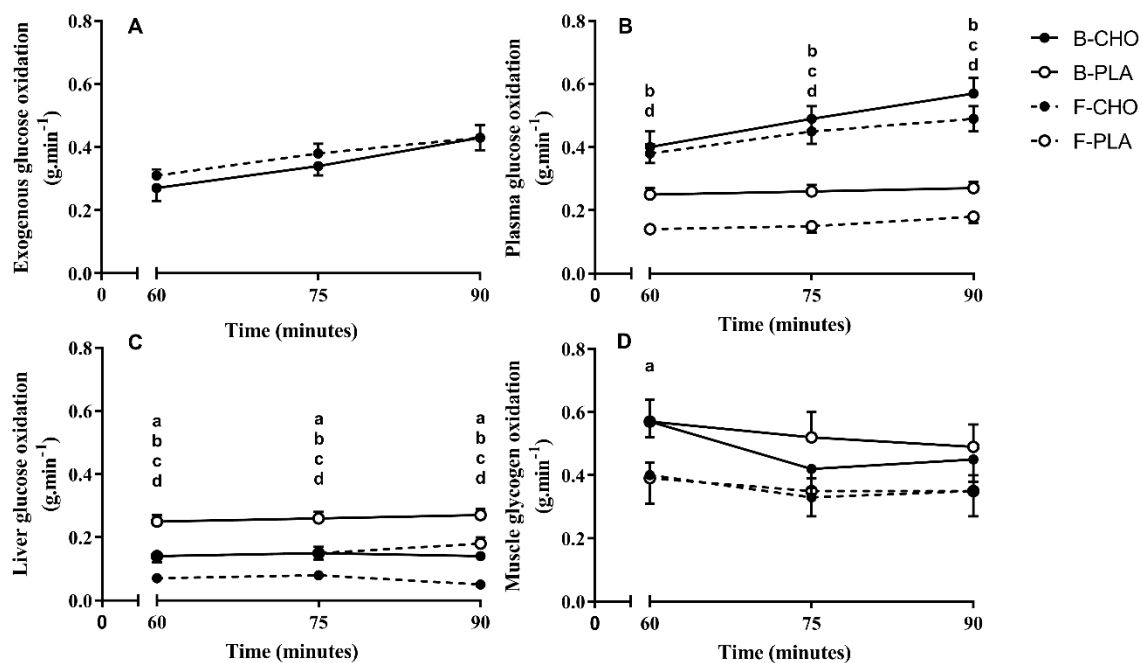 A
Exogenous glucose oxidation
(g.min-1)
0.8
0.6
0.4
0.2
0.0
0
60
75
90
Time (minutes)
B
Plasma glucose oxidation
(g.min-1)
0.8
0.6
0.4
0.2
0.0
b
d
b
c
d
b
c
d
0
60
75
90
Time (minutes)
B-CHO
B-PLA
F-CHO
F-PLA
C
Liver glucose oxidation
(g.min-1)
0.8
0.6
0.4
0.2
0.0
a
b
c
d
a
b
c
d
a
b
c
d
0
60
75
90
Time (minutes)
D
Muscle glycogen oxidation
(g.min-1)
0.8
0.6
0.4
0.2
0.0
a
0
60
75
90
Time (minutes)